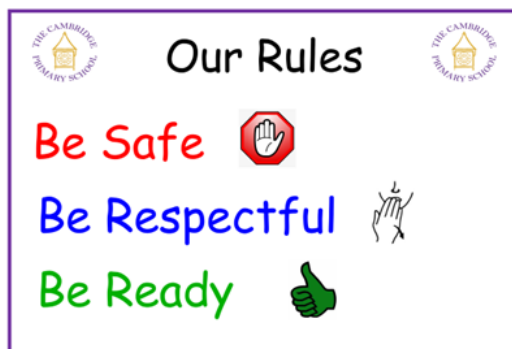 THE CAMBRIDGE
PRIMARY SCHOOL
Our Rules
THE CAMBRIDGE
PRIMARY SCHOOL
Be Safe
Be Respectful
Be Ready